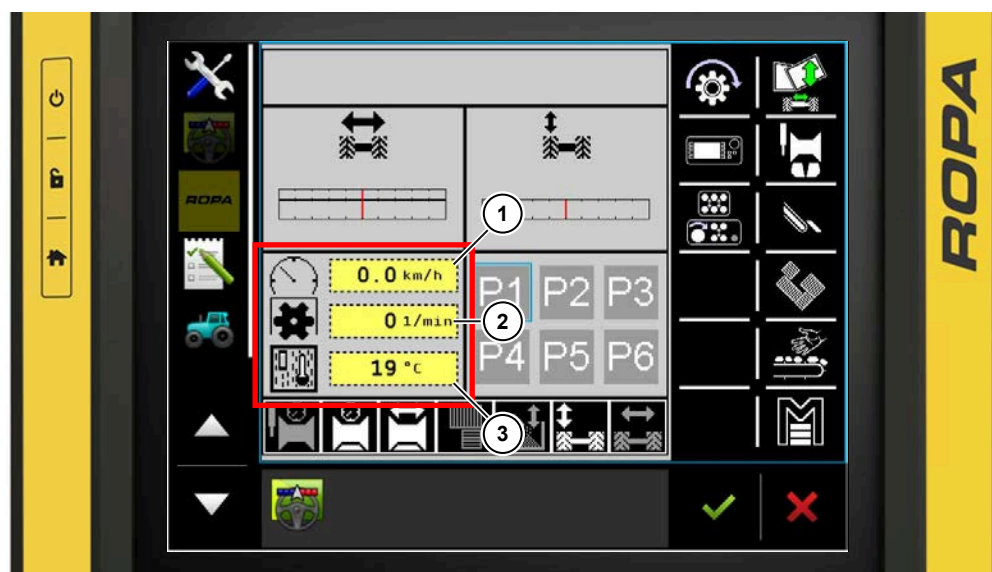 ROPA
ROPA
1
0.0 km/h
2
0 1/min
3
19 °C
P1 P2 P3
P4 P5 P6